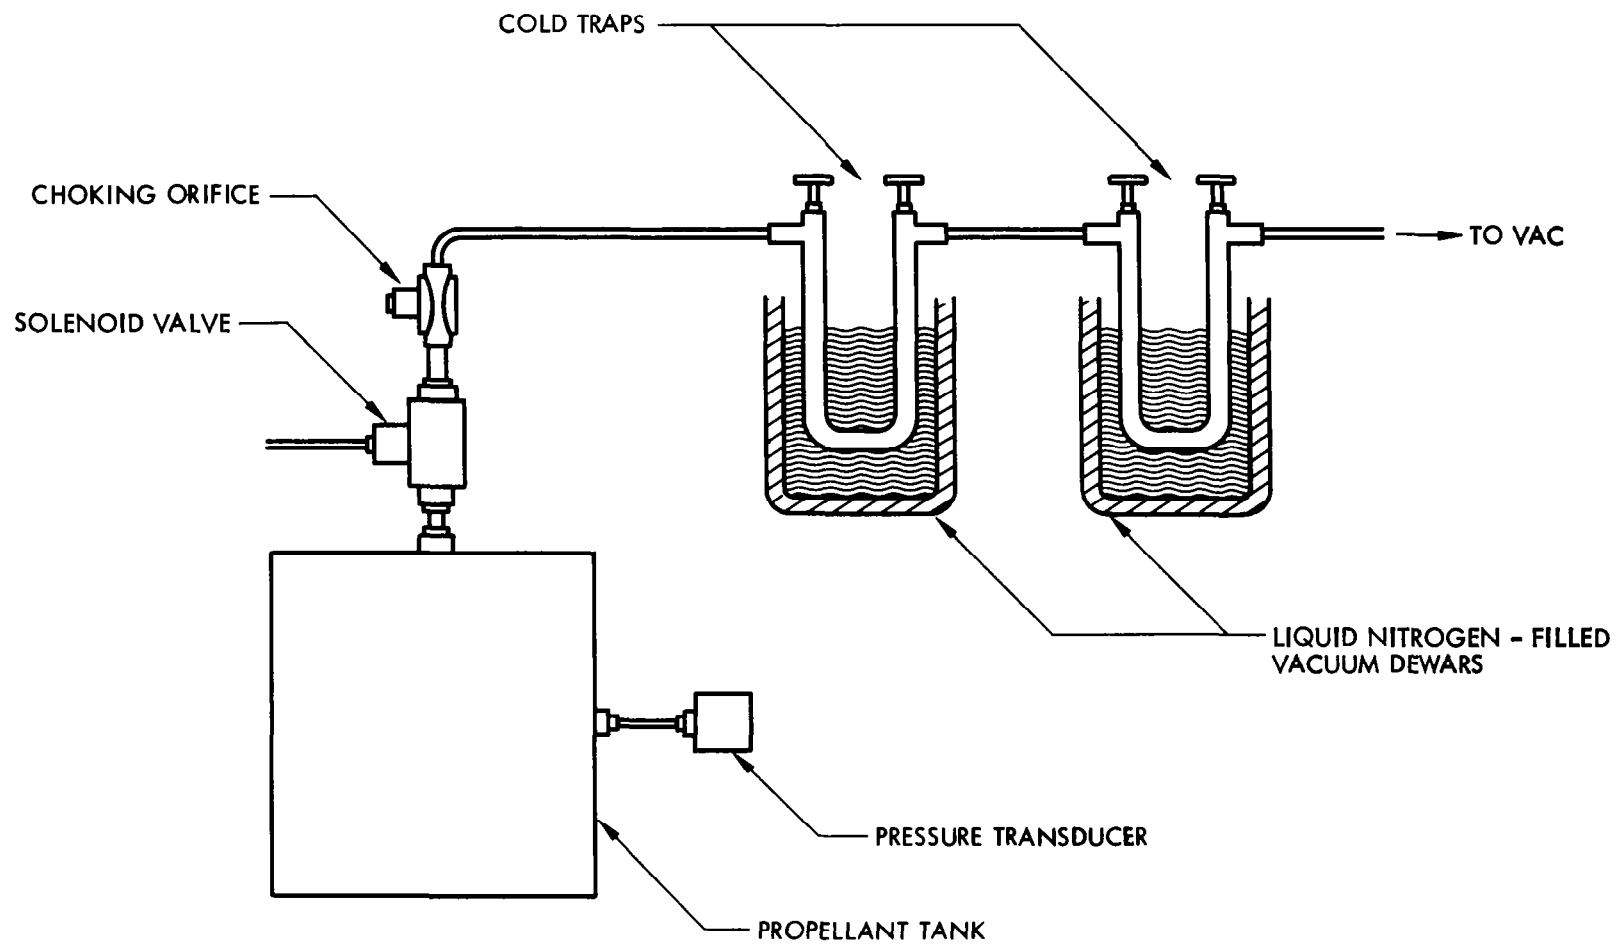 COLD TRAPS
CHOKING ORIFICE
TO VAC
SOLENOID VALVE
LIQUID NITROGEN - FILLED
VACUUM DEWARS
PRESSURE TRANSDUCER
PROPELLANT TANK